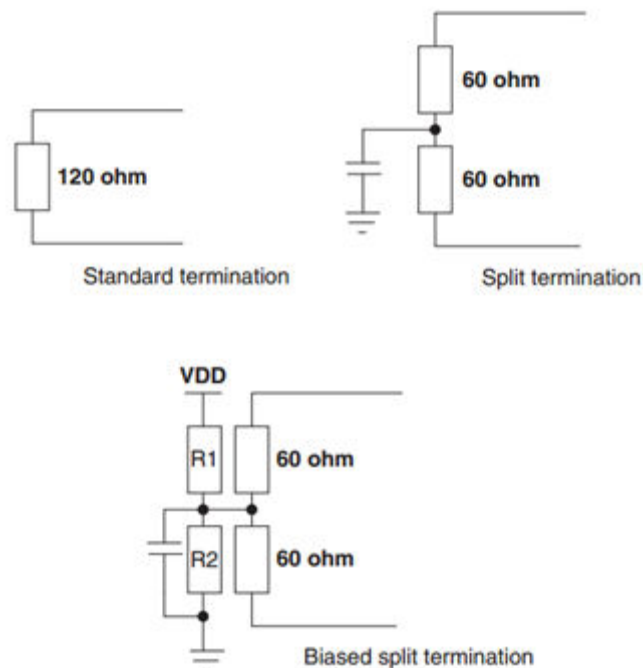 60 ohm
120 ohm
60 ohm
Standard termination
Split termination
VDD
R1
60 ohm
R2
60 ohm
Biased split termination